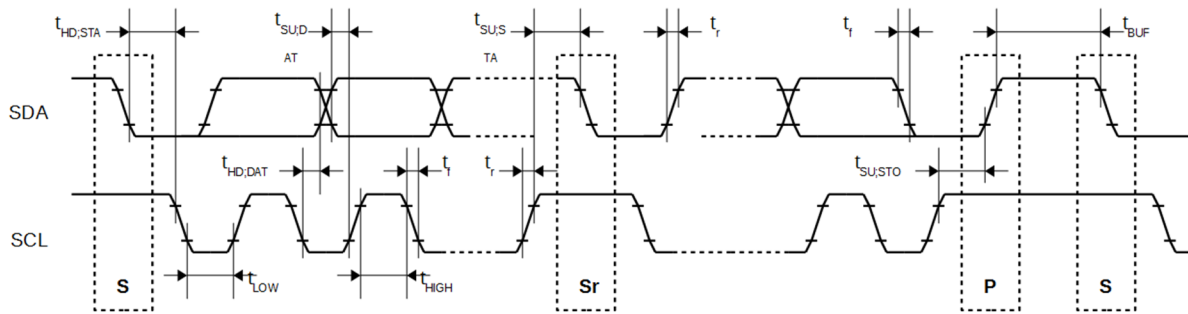 tHD;STA
tSU;D
AT
tSU;S
TA
tr
tf
tBUF
SDA
tHD;DAT
tf
tr
tSU;STO
SCL
tLOW
tHIGH
S
Sr
P
S